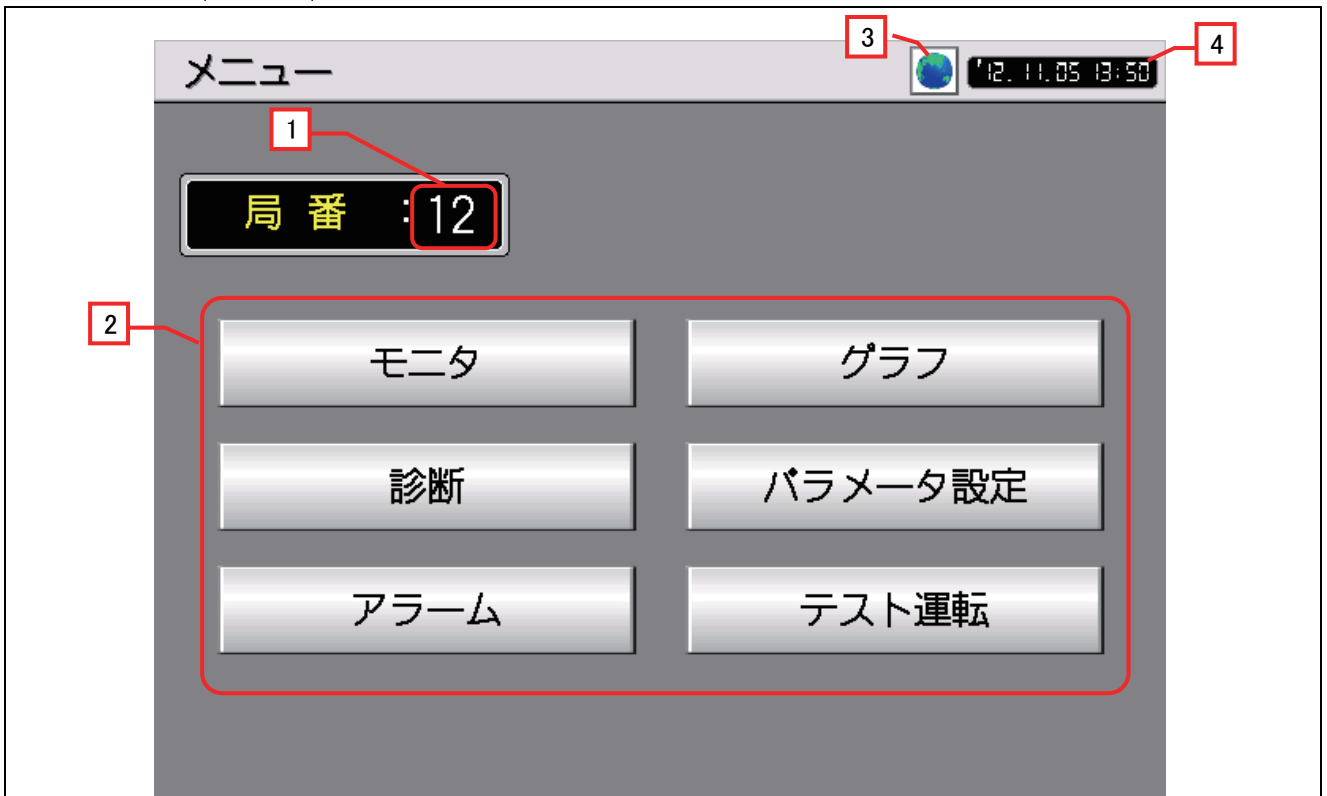 3
4
メニュー
'12.11.05 13:50
1
局番 :12
2
モニタ
グラフ
診断
パラメータ設定
アラーム
テスト運転